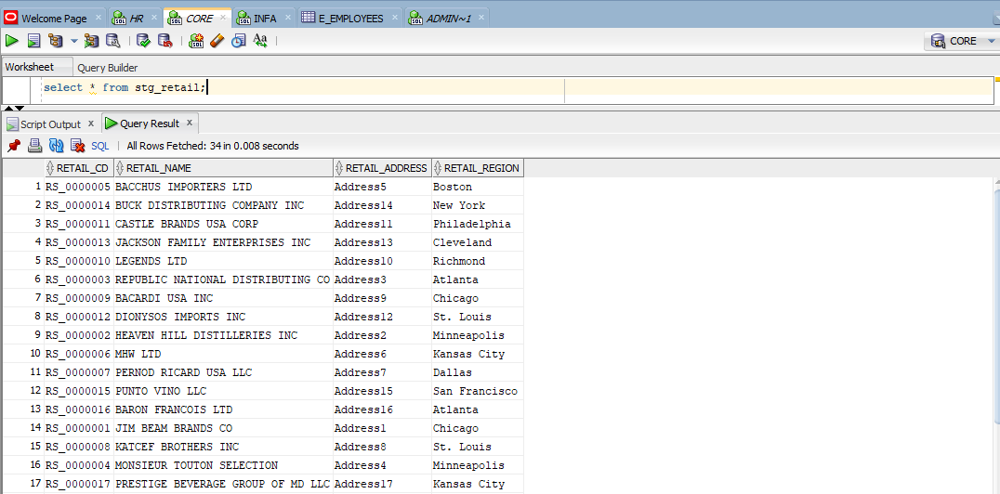 Welcome Page HR CORE INFA E_EMPLOYEES ADMIN~1
CORE
Worksheet Query Builder
select * from stg_retail;
Script Output x Query Result x
SQL | All Rows Fetched: 34 in 0.008 seconds
RETAIL_CD RETAIL_NAME RETAIL_ADDRESS RETAIL_REGION
1 RS_0000005 BACCHUS IMPORTERS LTD Address5 Boston
2 RS_0000014 BUCK DISTRIBUTING COMPANY INC Address14 New York
3 RS_0000011 CASTLE BRANDS USA CORP Address11 Philadelphia
4 RS_0000013 JACKSON FAMILY ENTERPRISES INC Address13 Cleveland
5 RS_0000010 LEGENDS LTD Address10 Richmond
6 RS_0000003 REPUBLIC NATIONAL DISTRIBUTING CO Address3 Atlanta
7 RS_0000009 BACARDI USA INC Address9 Chicago
8 RS_0000012 DIONYSOS IMPORTS INC Address12 St. Louis
9 RS_0000002 HEAVEN HILL DISTILLERIES INC Address2 Minneapolis
10 RS_0000006 MHW LTD Address6 Kansas City
11 RS_0000007 PERNOD RICARD USA LLC Address7 Dallas
12 RS_0000015 PUNTO VINO LLC Address15 San Francisco
13 RS_0000016 BARON FRANCOIS LTD Address16 Atlanta
14 RS_0000001 JIM BEAM BRANDS CO Address1 Chicago
15 RS_0000008 KATCEF BROTHERS INC Address8 St. Louis
16 RS_0000004 MONSIEUR TOUTON SELECTION Address4 Minneapolis
17 RS_0000017 PRESTIGE BEVERAGE GROUP OF MD LLC Address17 Kansas City